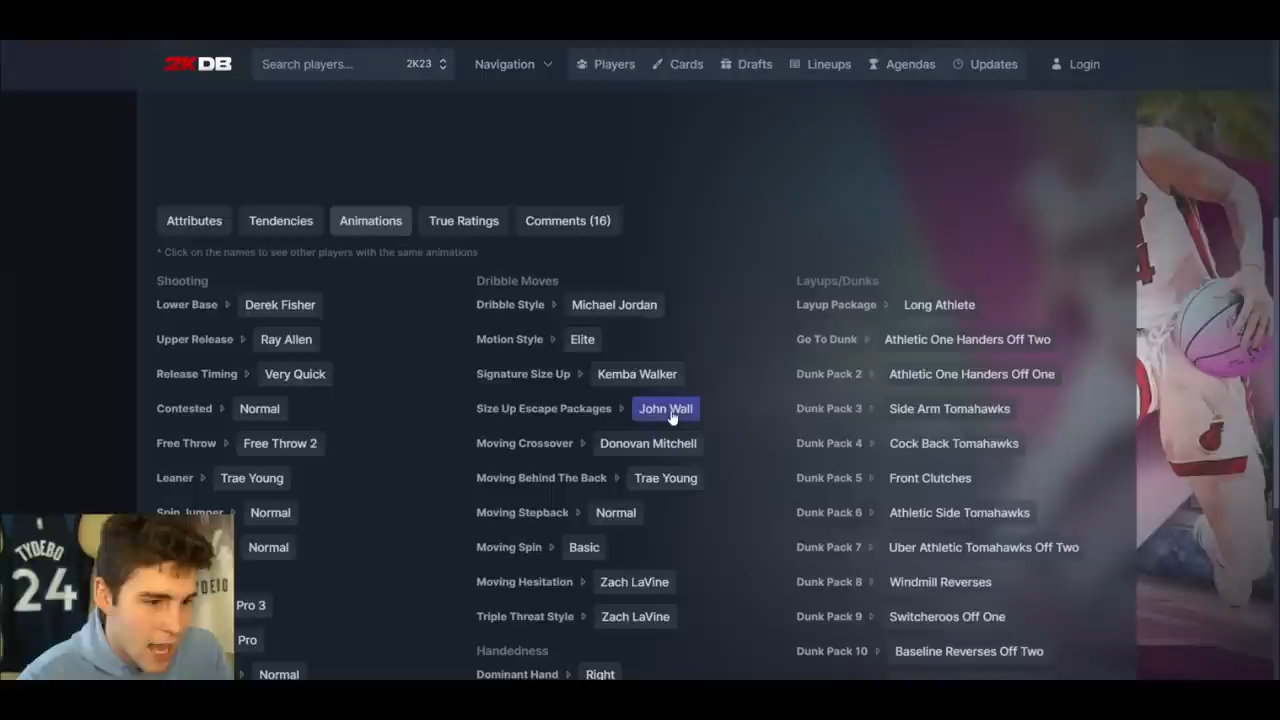 2KDB
Search players...
2K23
Navigation
Players
Cards
Drafts
Lineups
Agendas
Updates
Login
Attributes
Tendencies
Animations
True Ratings
Comments (16)
* Click on the names to see other players with the same animations
Shooting
Lower Base Derek Fisher
Upper Release Ray Allen
Release Timing Very Quick
Contested Normal
Free Throw Free Throw 2
Leaner Trae Young
Spin Jumper Normal
Normal
Pro 3
Pro
Normal
Dribble Moves
Dribble Style Michael Jordan
Motion Style Elite
Signature Size Up Kemba Walker
Size Up Escape Packages John Wall
Moving Crossover Donovan Mitchell
Moving Behind The Back Trae Young
Moving Stepback Normal
Moving Spin Basic
Moving Hesitation Zach LaVine
Triple Threat Style Zach LaVine
Handedness
Dominant Hand Right
Layups/Dunks
Layup Package Long Athlete
Go To Dunk Athletic One Handers Off Two
Dunk Pack 2 Athletic One Handers Off One
Dunk Pack 3 Side Arm Tomahawks
Dunk Pack 4 Cock Back Tomahawks
Dunk Pack 5 Front Clutches
Dunk Pack 6 Athletic Side Tomahawks
Dunk Pack 7 Uber Athletic Tomahawks Off Two
Dunk Pack 8 Windmill Reverses
Dunk Pack 9 Switcheroos Off One
Dunk Pack 10 Baseline Reverses Off Two
TYDEBO
24